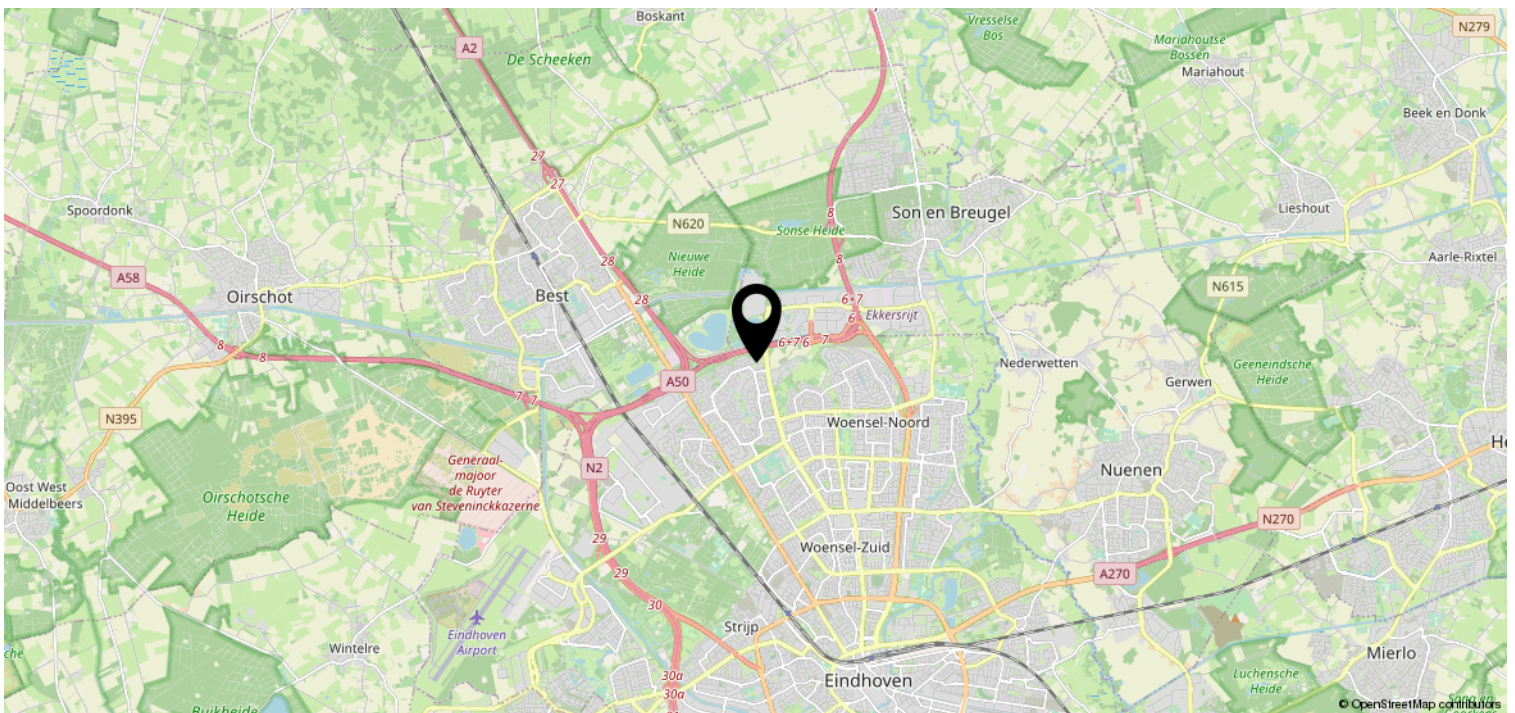 Boskant
Vresselse
Bos
N279
A2
Mariahoutse
Bossen
De Scheeken
Mariahout
Beek en Donk
27
27
Spoordonk
8
Son en Breugel
Lieshout
N620
Sonse Heide
Nieuwe
Heide
28
8
Aarle-Rixtel
A58
N615
Oirschot
Best
28
6+7
6
Ekkersrijt
8
8
6+7 6
7
Nederwetten
Geeneindsche
Heide
A50
Gerwen
7
7
N395
Woensel-Noord
He
Generaal-
majoor
de Ruyter
van Steveninckkazerne
N2
Nuenen
Oost West
Middelbeers
Oirschotsche
Heide
N270
29
Woensel-Zuid
29
A270
30
Strijp
Eindhoven
Airport
Wintelre
che
Mierlo
30a
Eindhoven
Luchensche
Heide
30a
Buikheide
© OpenStreetMap contributors